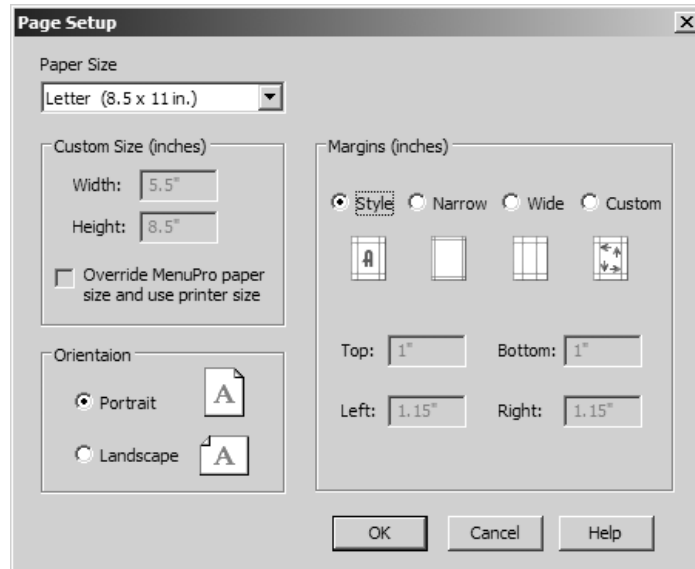 Page Setup
Paper Size
Letter (8.5 x 11 in.)
Custom Size (inches)
Width: 5.5"
Height: 8.5"
Override MenuPro paper
size and use printer size
Orientaion
Portrait
A
Landscape
A
Margins (inches)
Style Narrow Wide Custom
A
Top: 1" Bottom: 1"
Left: 1.15" Right: 1.15"
OK Cancel Help